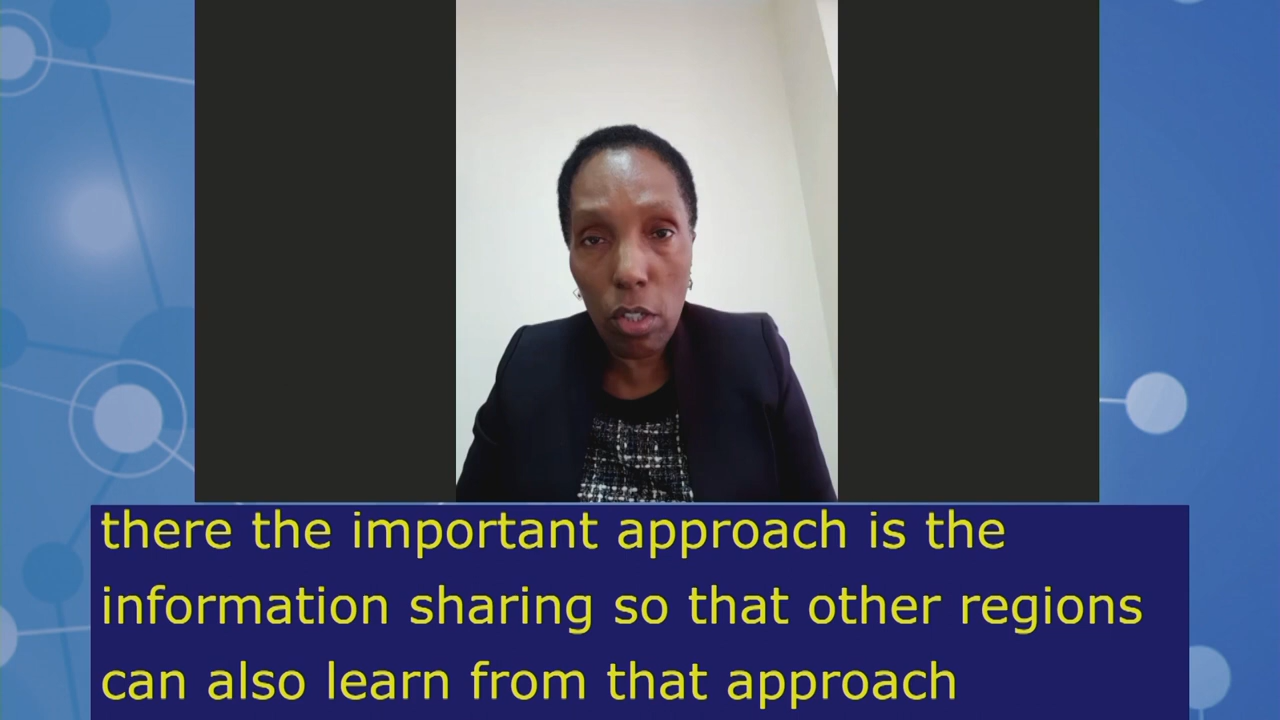 there the important approach is the
information sharing so that other regions
can also learn from that approach